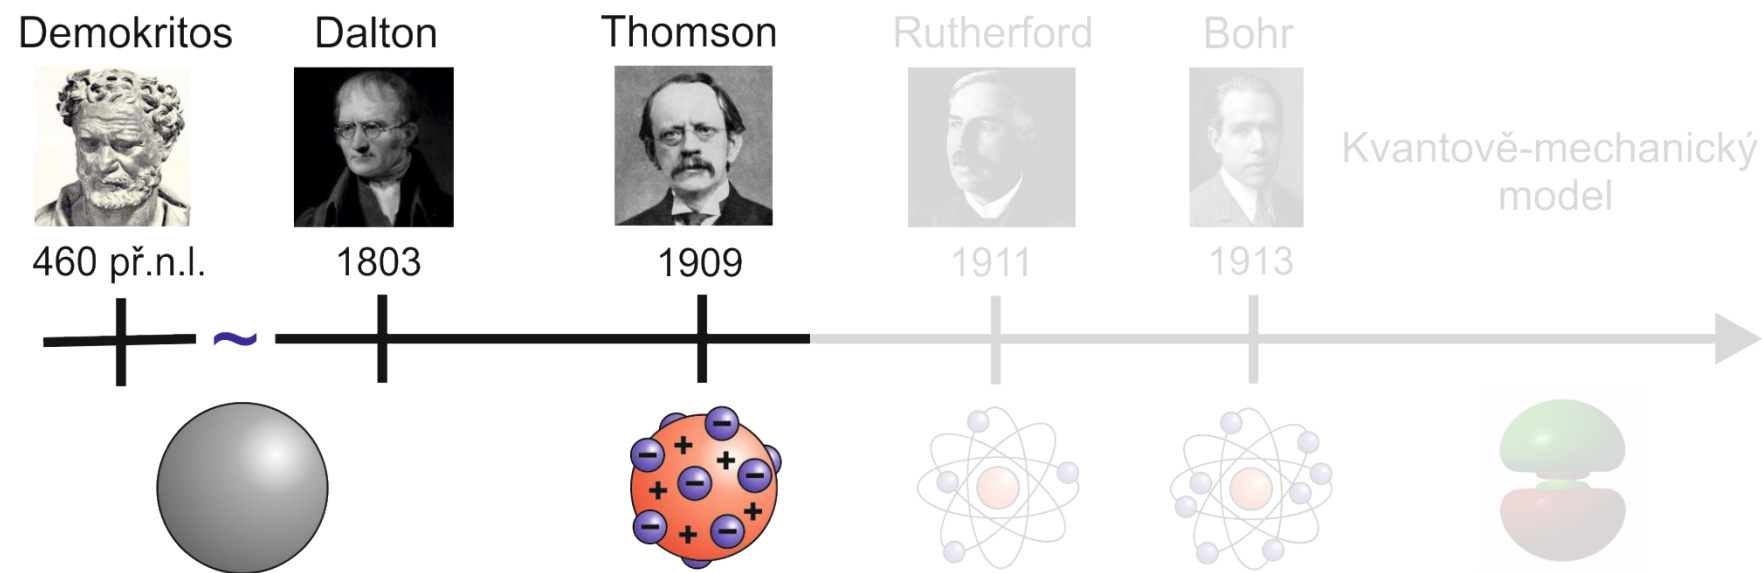 Demokritos
Dalton
Thomson
Rutherford
Bohr
Kvantově-mechanický
model
460 př.n.l.
1803
1909
1911
1913
~